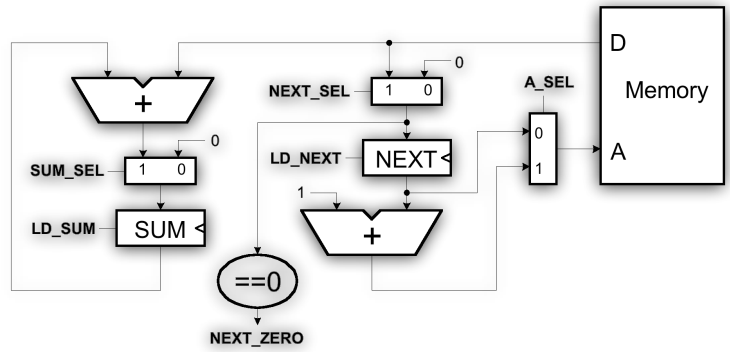 D
0
NEXT_SEL
1 0
A_SEL
Memory
+
0
0
SUM_SEL
1 0
LD_NEXT
NEXT
A
1
LD_SUM
SUM
1
+
==0
NEXT_ZERO